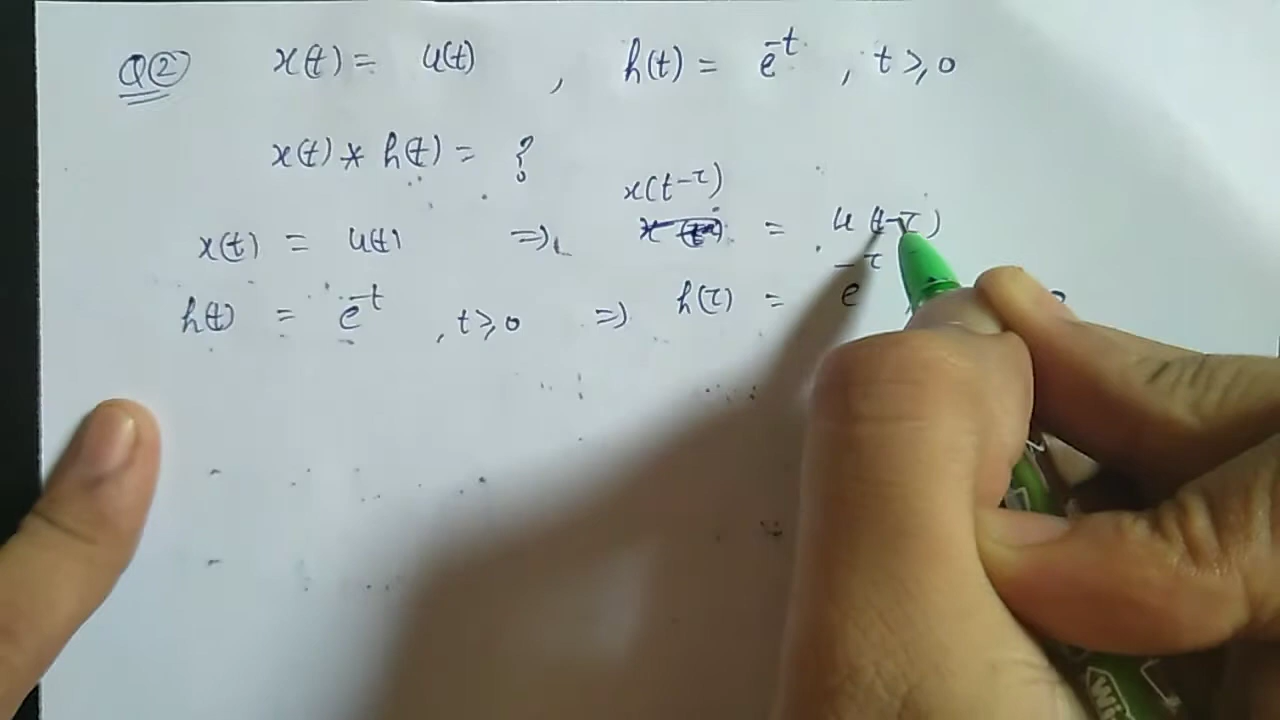 Q② x(t) = u(t) , h(t) = e^-t , t ≥, 0
x(t) * h(t) = ?
x(t-τ)
x(t) = u(t) ⇒ = u(t-τ)
h(t) = e^-t , t ≥, 0 ⇒ h(τ) = e^-τ